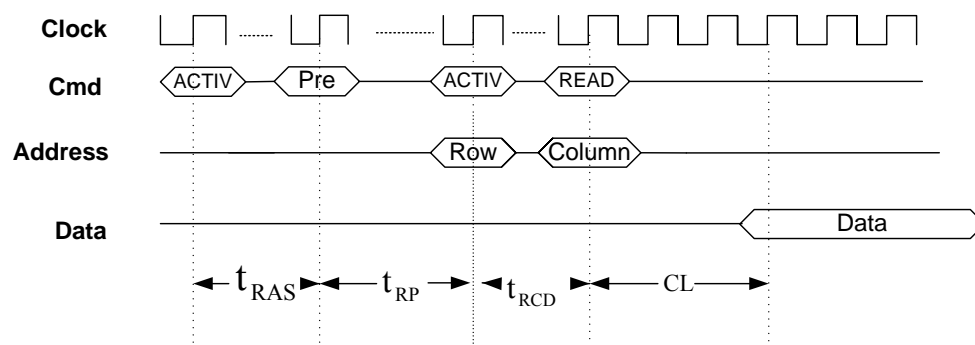 Clock
Cmd ACTIV Pre ACTIV READ
Address Row Column
Data Data
tRAS tRP tRCD CL